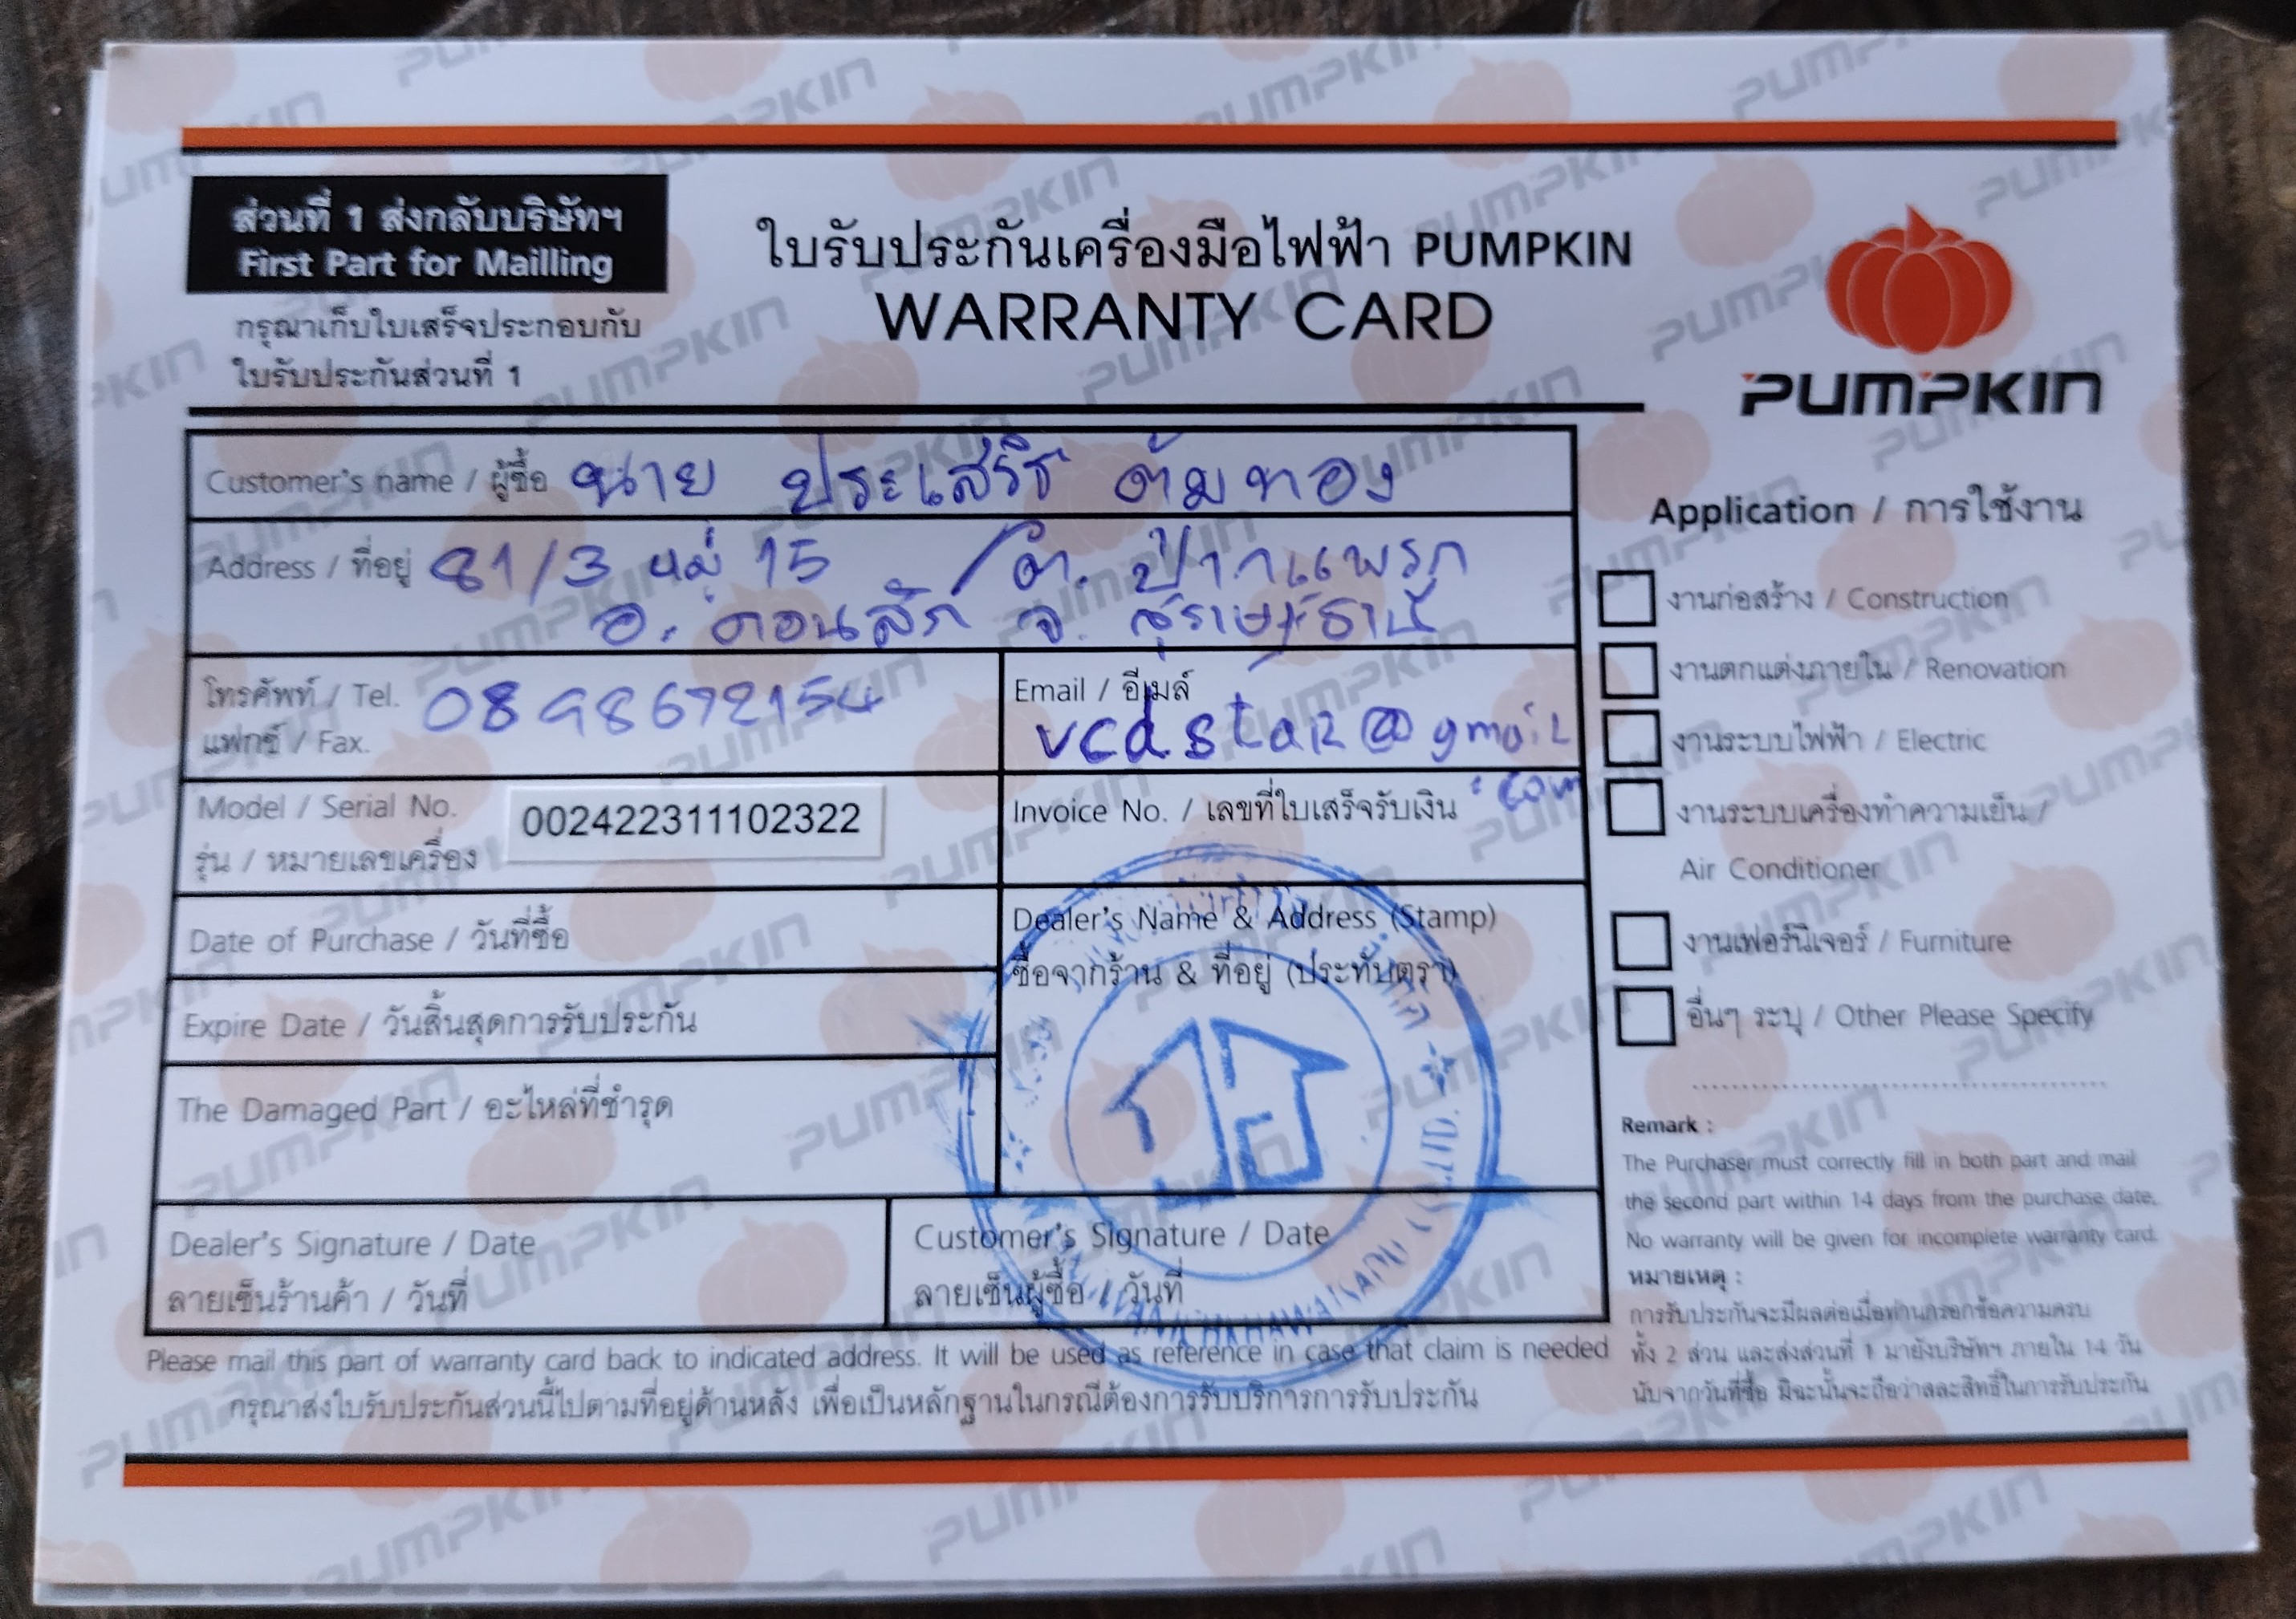 ส่วนที่ 1 ส่งกลับบริษัทฯ
First Part for Mailling
กรุณาเก็บใบเสร็จประกอบกับ
ใบรับประกันส่วนที่ 1
ใบรับประกันเครื่องมือไฟฟ้า PUMPKIN
WARRANTY CARD
PUMPKIN
Customer's name / ผู้ซื้อ นาย ประเสริฐ ต้มทอง
Address / ที่อยู่ 81/3 หมู่ 15 / ต. ปากแพรก
อ. ดอนสัก จ. สุราษฎร์ธานี
โทรศัพท์ / Tel. 0898672154
แฟกซ์ / Fax.
Email / อีเมล์
vcdstar@gmail
.com
Model / Serial No. 002422311102322
รุ่น / หมายเลขเครื่อง
Invoice No. / เลขที่ใบเสร็จรับเงิน
Date of Purchase / วันที่ซื้อ
Expire Date / วันสิ้นสุดการรับประกัน
The Damaged Part / อะไหล่ที่ชำรุด
Dealer's Name & Address (Stamp)
ชื่อจากร้าน & ที่อยู่ (ประทับตรา)
Dealer's Signature / Date
ลายเซ็นร้านค้า / วันที่
Customer's Signature / Date
ลายเซ็นผู้ซื้อ / วันที่
Please mail this part of warranty card back to indicated address. It will be used as reference in case that claim is needed
กรุณาส่งใบรับประกันส่วนนี้ไปตามที่อยู่ด้านหลัง เพื่อเป็นหลักฐานในกรณีต้องการรับบริการการรับประกัน
Application / การใช้งาน
งานก่อสร้าง / Construction
งานตกแต่งภายใน / Renovation
งานระบบไฟฟ้า / Electric
งานระบบเครื่องทำความเย็น /
Air Conditioner
งานเฟอร์นิเจอร์ / Furniture
อื่นๆ ระบุ / Other Please Specify
Remark :
The Purchaser must correctly fill in both part and mail
the second part within 14 days from the purchase date.
No warranty will be given for incomplete warranty card.
หมายเหตุ :
การรับประกันจะมีผลต่อเมื่อท่านกรอกข้อความครบ
ทั้ง 2 ส่วน และส่งส่วนที่ 1 มายังบริษัทฯ ภายใน 14 วัน
นับจากวันที่ซื้อ มิฉะนั้นจะถือว่าสละสิทธิ์ในการรับประกัน